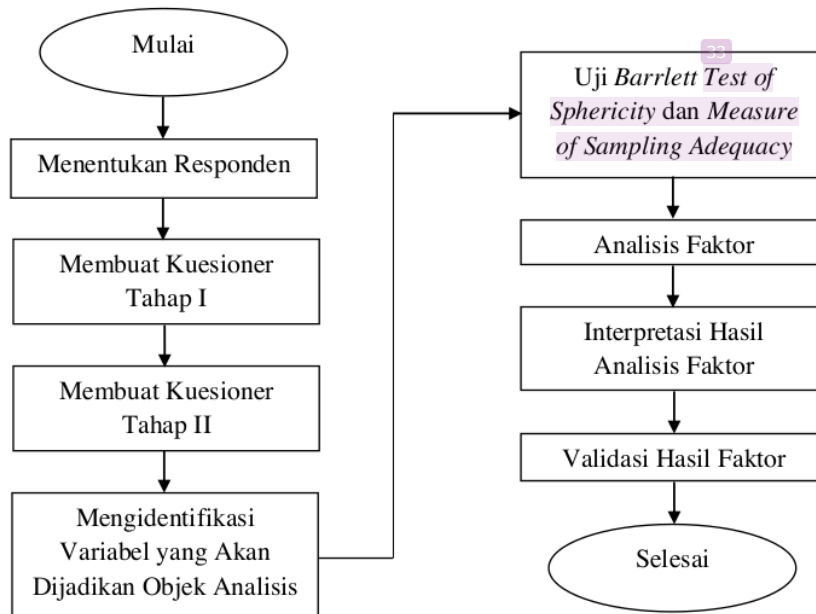 Mulai
Menentukan Responden
Membuat Kuesioner
Tahap I
Membuat Kuesioner
Tahap II
Mengidentifikasi
Variabel yang Akan
Dijadikan Objek Analisis
33
Uji Barrlett Test of
Sphericity dan Measure
of Sampling Adequacy
Analisis Faktor
Interpretasi Hasil
Analisis Faktor
Validasi Hasil Faktor
Selesai